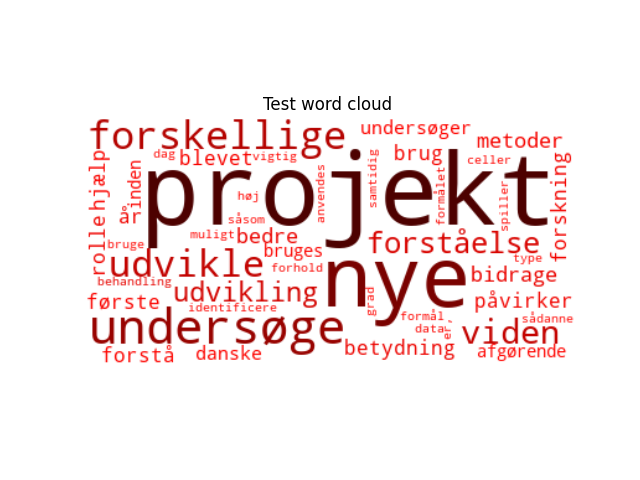 Test word cloud
forskellige
undersøger
metoder
dag
blevet
vigtig
brug
celler
hjælp
inden
projekt
anvendes
samtidig
formålet
spiller
forskning
høj
år
såsom
rolle
muligt
bedre
bruge
bruges
forståelse
type
udvikle
forhold
nye
bidrage
behandling
udvikling
grad
første
identificere
påvirker
undersøge
formål
data
er
viden
sådanne
forstå
danske
betydning
afgørende